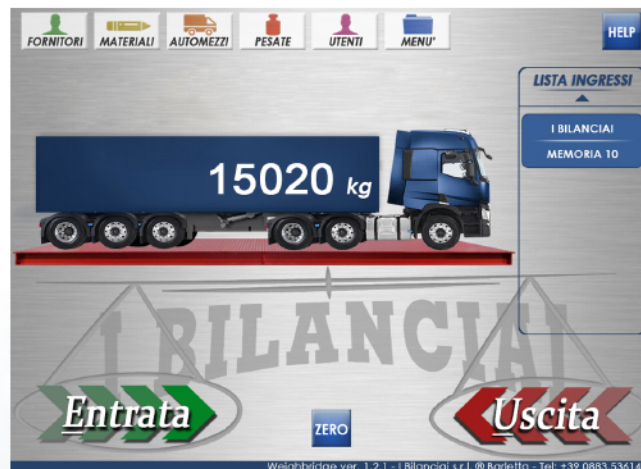 FORNITORI
MATERIALI
AUTOMEZZI
PESATE
UTENTI
MENU'
HELP
LISTA INGRESSI
I BILANCIAI
MEMORIA 10
15020 kg
I BILANCIAI
Entrata
Uscita
ZERO
Weighbridge ver. 1.2.1 - I Bilanciai s.r.l. ® Barletta - Tel: +39 0883 53614